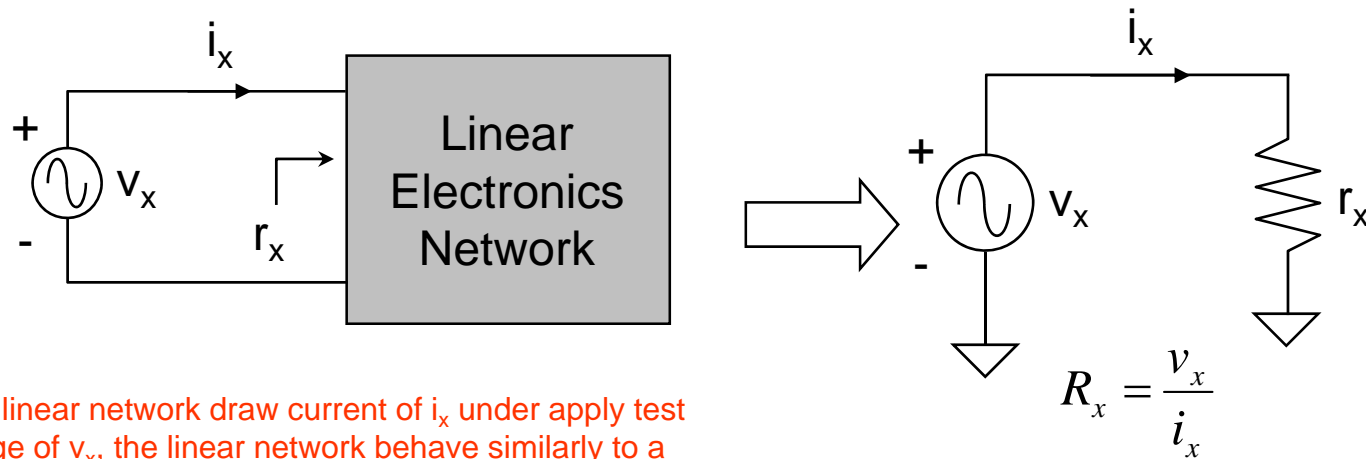 i_x
+
v_x
-
r_x
Linear
Electronics
Network
i_x
+
v_x
-
r_x
R_x = v_x / i_x
linear network draw current of i_x under apply test
ge of v_x, the linear network behave similarly to a